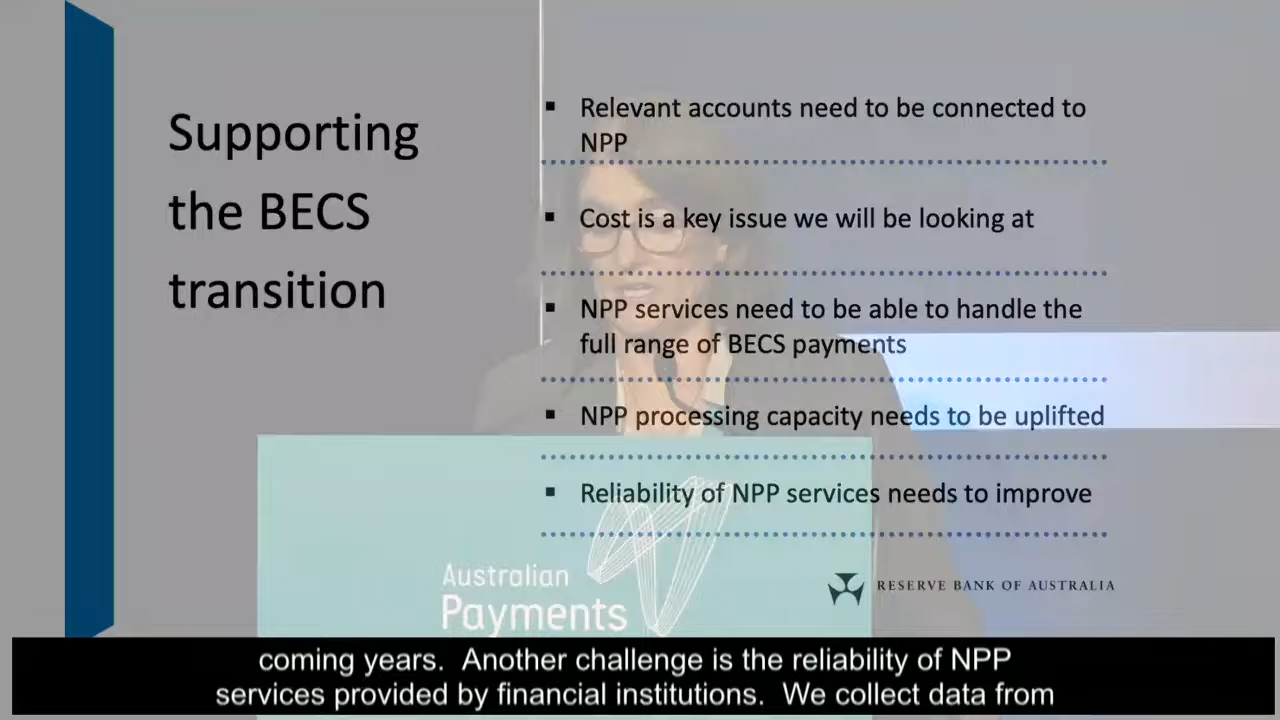 Supporting
the BECS
transition
▪ Relevant accounts need to be connected to
NPP
▪ Cost is a key issue we will be looking at
▪ NPP services need to be able to handle the
full range of BECS payments
▪ NPP processing capacity needs to be uplifted
▪ Reliability of NPP services needs to improve
RESERVE BANK OF AUSTRALIA
Australian
Payments
coming years.  Another challenge is the reliability of NPP
services provided by financial institutions.  We collect data from